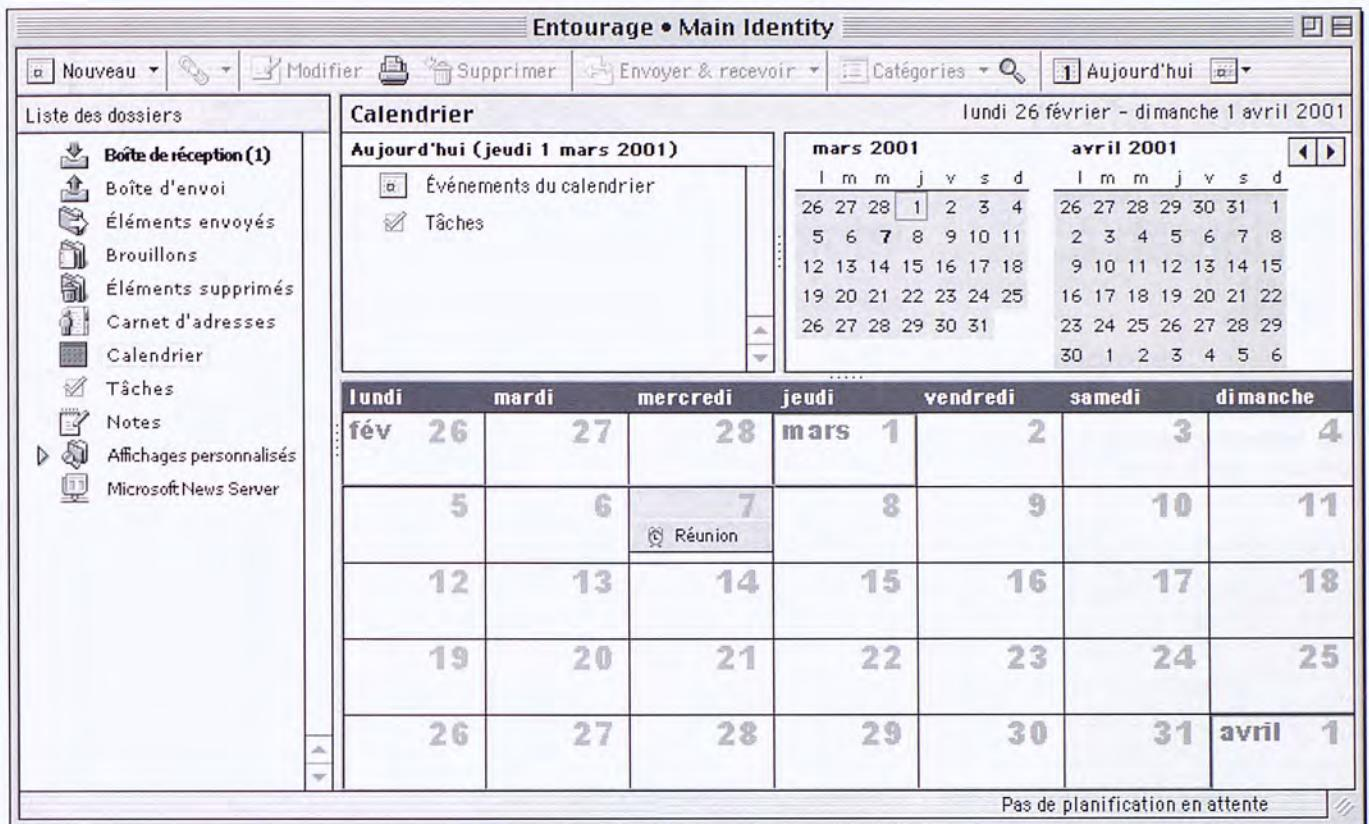 Entourage • Main Identity
Nouveau Modifier Supprimer Envoyer & recevoir Catégories 1 Aujourd'hui
Liste des dossiers
Boîte de réception (1)
Boîte d'envoi
Éléments envoyés
Brouillons
Éléments supprimés
Carnet d'adresses
Calendrier
Tâches
Notes
Affichages personnalisés
Microsoft News Server
Calendrier lundi 26 février - dimanche 1 avril 2001
Aujourd'hui (jeudi 1 mars 2001)
Événements du calendrier
Tâches
mars 2001
l m m j v s d
26 27 28 1 2 3 4
5 6 7 8 9 10 11
12 13 14 15 16 17 18
19 20 21 22 23 24 25
26 27 28 29 30 31
avril 2001
l m m j v s d
26 27 28 29 30 31 1
2 3 4 5 6 7 8
9 10 11 12 13 14 15
16 17 18 19 20 21 22
23 24 25 26 27 28 29
30 1 2 3 4 5 6
lundi mardi mercredi jeudi vendredi samedi dimanche
fév 26 27 28 mars 1 2 3 4
5 6 7 8 9 10 11
Réunion
12 13 14 15 16 17 18
19 20 21 22 23 24 25
26 27 28 29 30 31 avril 1
Pas de planification en attente